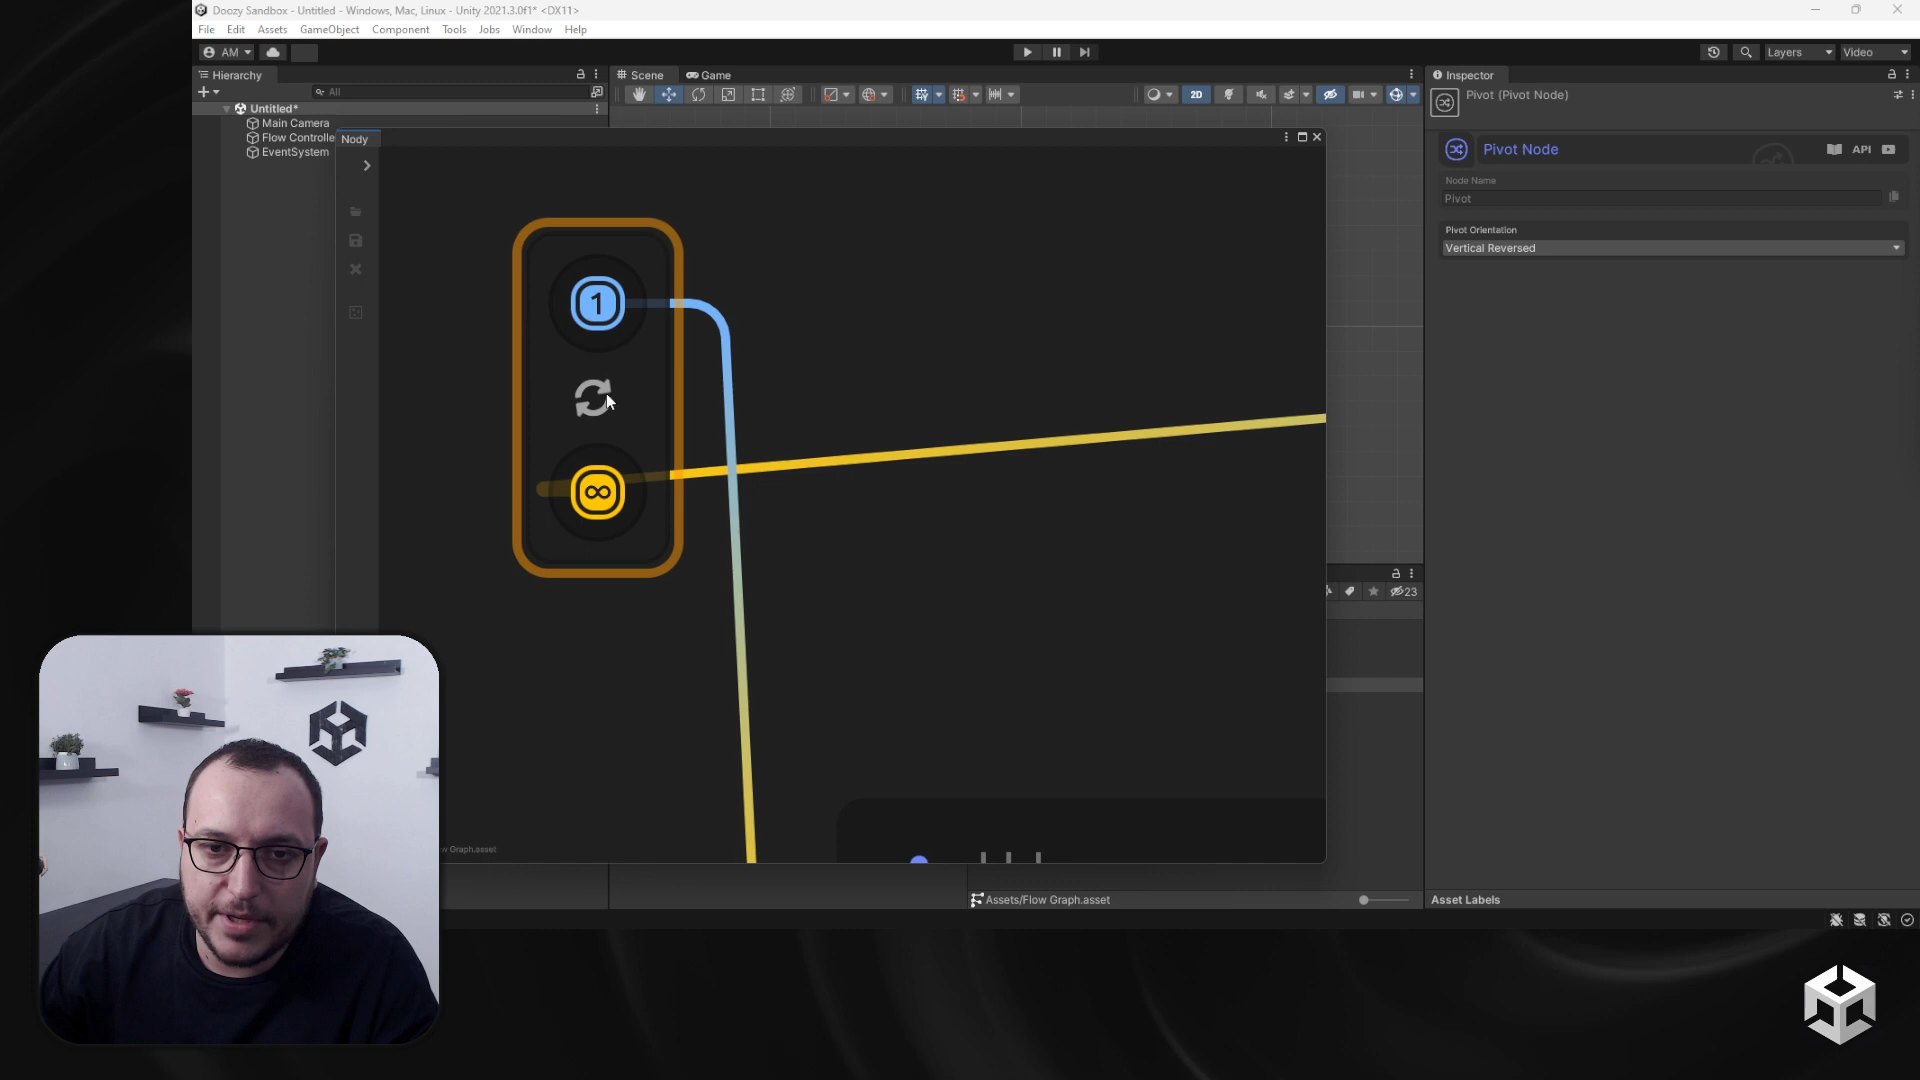 Doozy Sandbox - Untitled - Windows, Mac, Linux - Unity 2021.3.0f1* <DX11>
File Edit Assets GameObject Component Tools Jobs Window Help
AM
Layers
Video
Hierarchy
All
Untitled*
Main Camera
Flow Controlle
EventSystem
Scene
Game
2D
Nody
1
∞
w Graph.asset
23
Assets/Flow Graph.asset
Inspector
Pivot (Pivot Node)
Pivot Node
API
Node Name
Pivot
Pivot Orientation
Vertical Reversed
Asset Labels